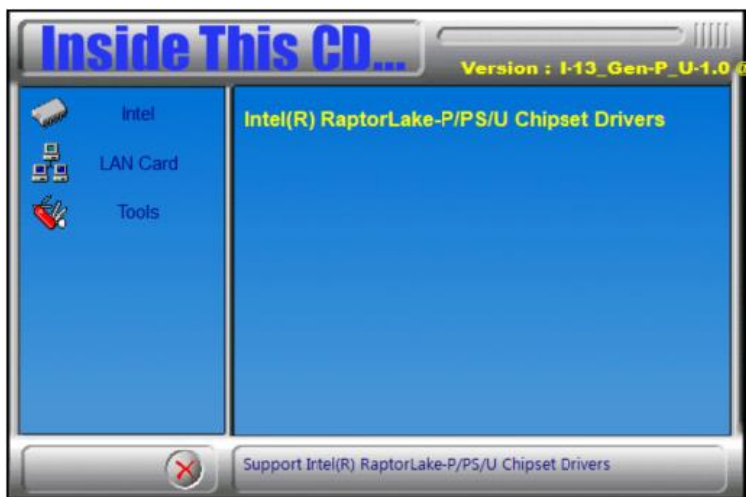 Inside This CD...
Version : I-13_Gen-P_U-1.0 @
Intel
LAN Card
Tools
Intel(R) RaptorLake-P/PS/U Chipset Drivers
Support Intel(R) RaptorLake-P/PS/U Chipset Drivers